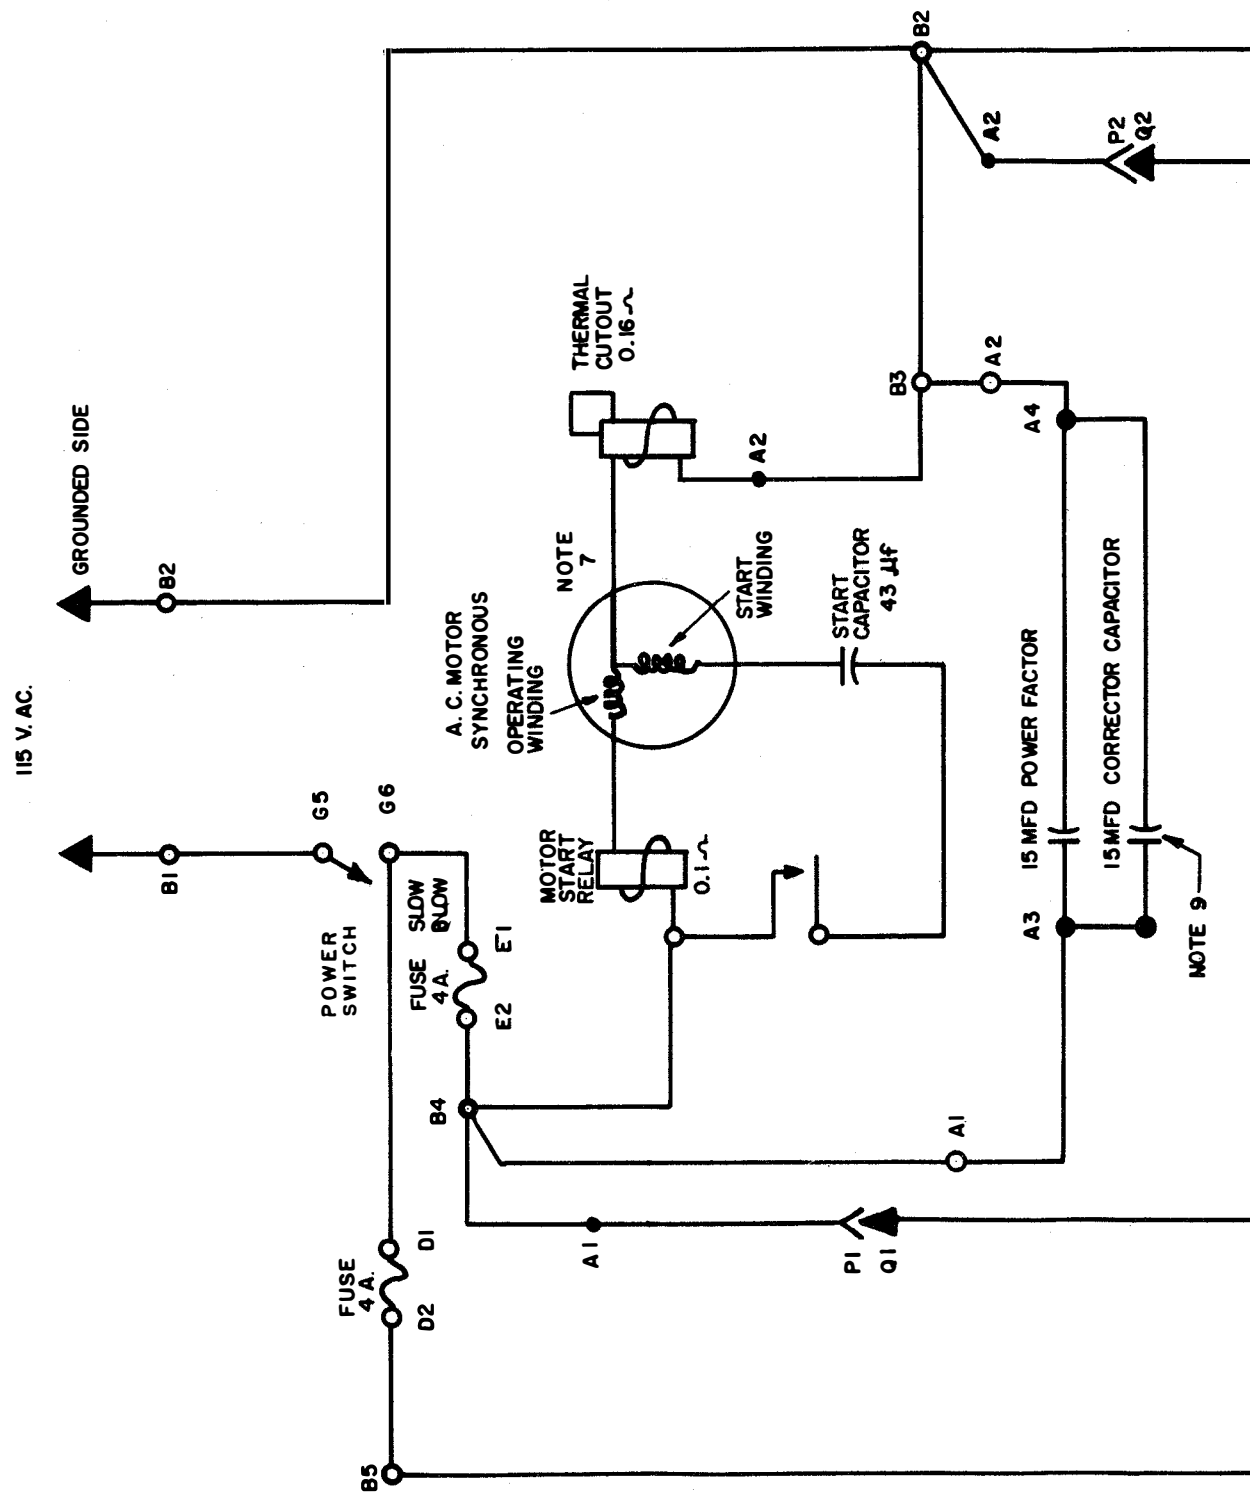 115 V. AC.
GROUNDED SIDE
B2
B1
G5
G6
POWER
SWITCH
SLOW
BLOW
FUSE
4 A.
E1
E2
B4
FUSE
4 A.
D1
D2
B5
A.C. MOTOR
SYNCHRONOUS
OPERATING
WINDING
NOTE
7
THERMAL
CUTOUT
0.16 Ω
START
WINDING
MOTOR
START
RELAY
0.1 Ω
START
CAPACITOR
43 µf
A2
B3
A2
A4
B2
A2
P2
Q2
A1
P1
Q1
A1
A3
15 MFD POWER FACTOR
15 MFD CORRECTOR CAPACITOR
NOTE 9